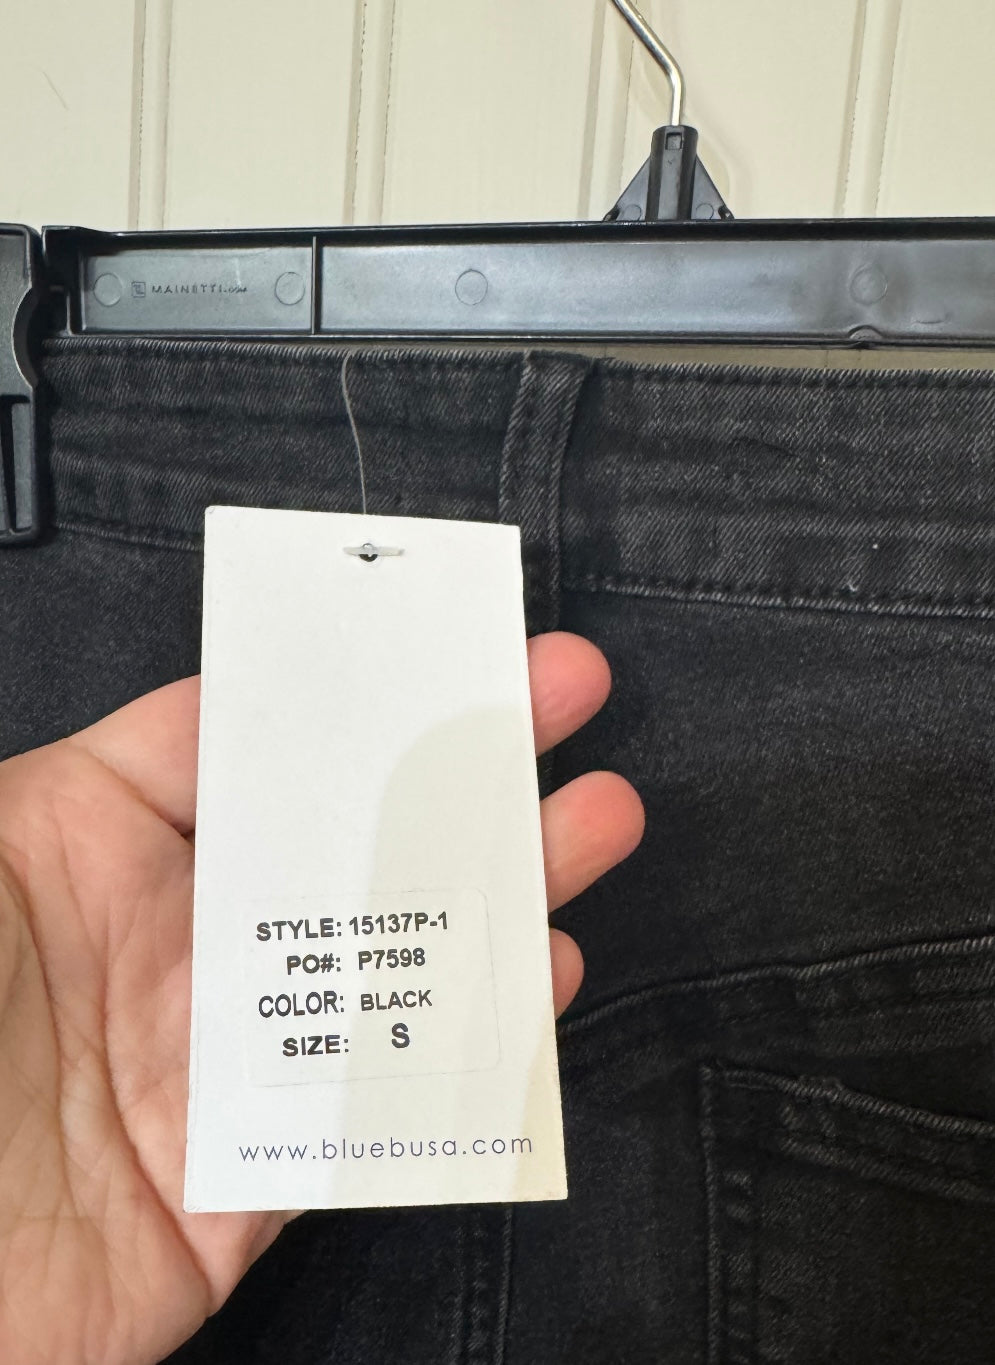 MAINETTI.COM
STYLE: 15137P-1
PO#: P7598
COLOR: BLACK
SIZE: S
www.bluebusa.com